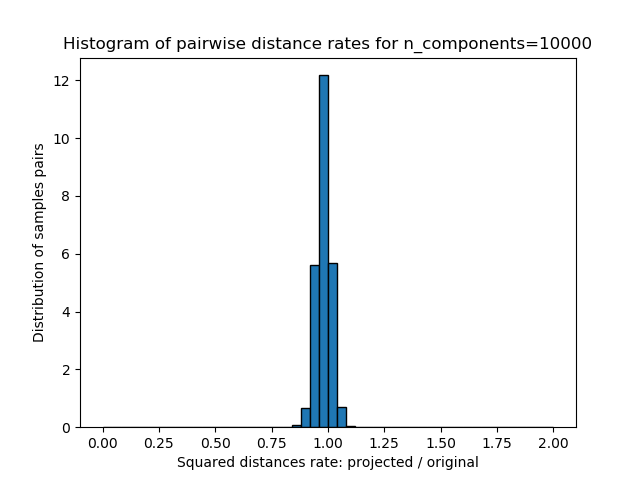 Histogram of pairwise distance rates for n_components=10000
12
10
8
6
4
2
0
Distribution of samples pairs
0.00 0.25 0.50 0.75 1.00 1.25 1.50 1.75 2.00
Squared distances rate: projected / original